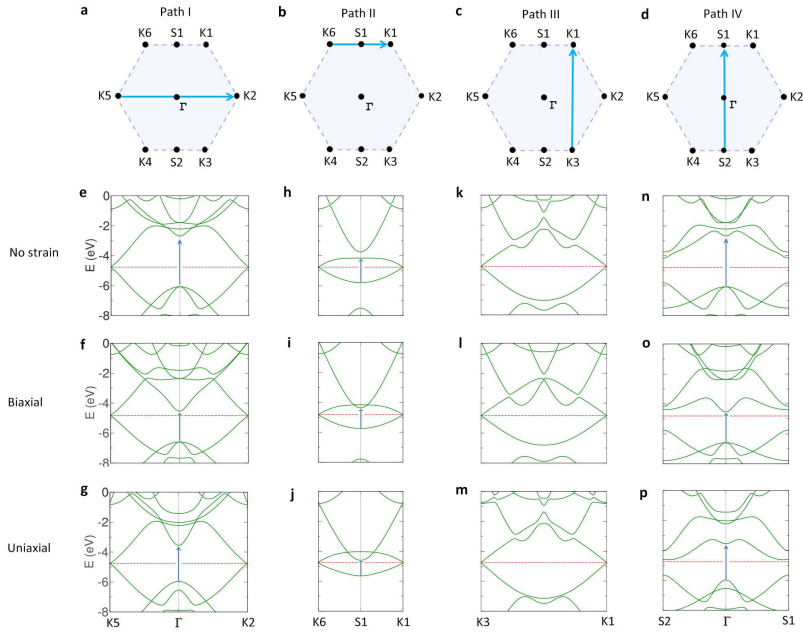 a Path I b Path II c Path III d Path IV
K6 S1 K1 K6 S1 K1 K6 S1 K1 K6 S1 K1
K5 Γ K2 K5 Γ K2 K5 Γ K2 K5 Γ K2
K4 S2 K3 K4 S2 K3 K4 S2 K3 K4 S2 K3
e h k n
No strain
E (eV)
0
-2
-4
-6
-8
f i l o
Biaxial
E (eV)
0
-2
-4
-6
-8
g j m p
Uniaxial
E (eV)
0
-2
-4
-6
-8
K5 Γ K2 K6 S1 K1 K3 K1 S2 Γ S1